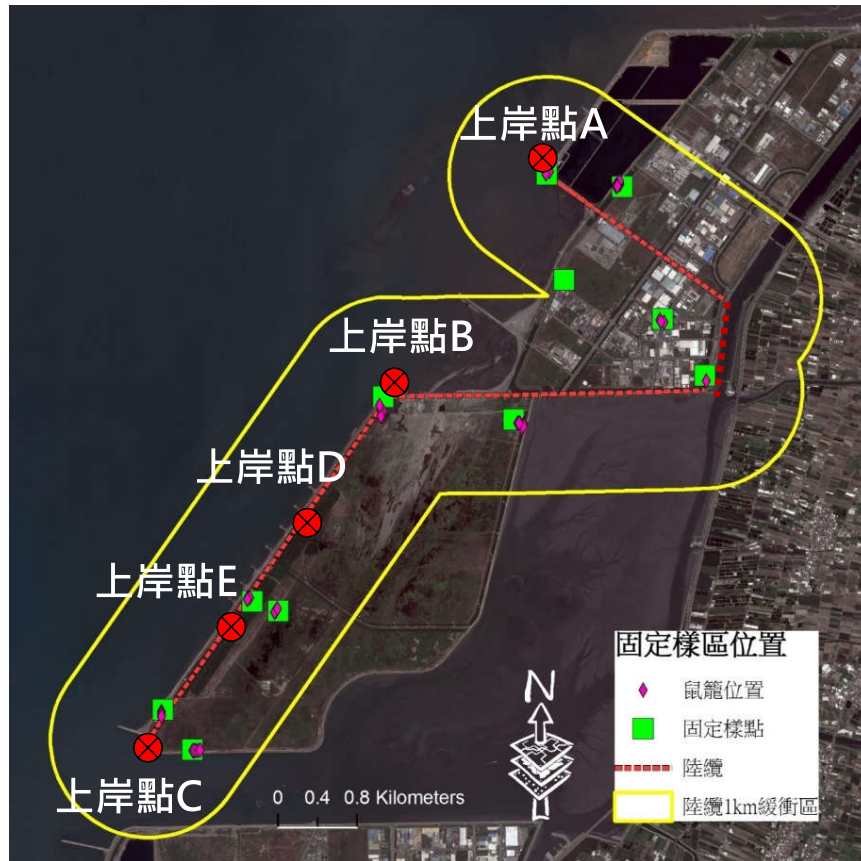 上岸點A
上岸點B
上岸點D
上岸點E
上岸點C
N
0 0.4 0.8 Kilometers
固定樣區位置
鼠籠位置
固定樣點
陸纜
陸纜1km緩衝區